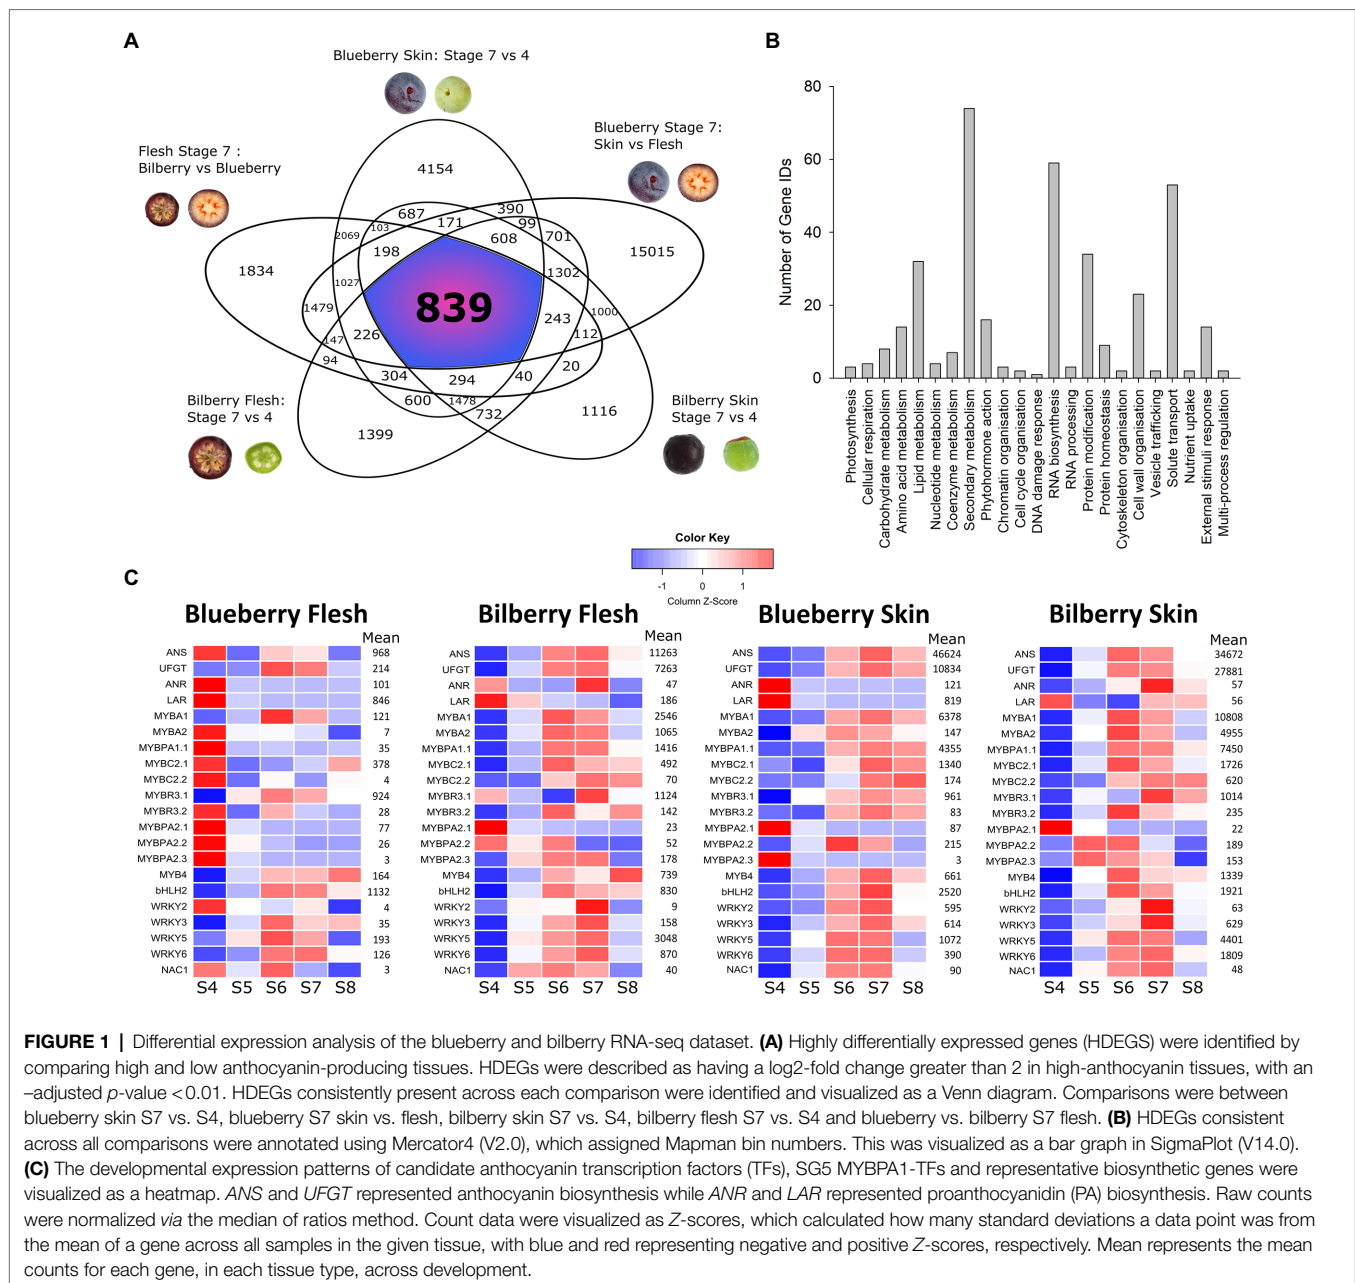 A
Blueberry Skin: Stage 7 vs 4
Blueberry Stage 7:
Skin vs Flesh
Flesh Stage 7 :
Bilberry vs Blueberry
Bilberry Flesh:
Stage 7 vs 4
Bilberry Skin
Stage 7 vs 4
4154
687
171
390
99
701
103
2069
198
608
15015
1834
1027
1302
1479
839
243
1000
147
226
112
94
304
294
40
20
600
1478
732
1116
1399
B
Number of Gene IDs
80
60
40
20
0
Photosynthesis
Cellular respiration
Carbohydrate metabolism
Amino acid metabolism
Lipid metabolism
Nucleotide metabolism
Coenzyme metabolism
Secondary metabolism
Phytohormone action
Chromatin organisation
Cell cycle organisation
DNA damage response
RNA biosynthesis
RNA processing
Protein modification
Protein homeostasis
Cytoskeleton organisation
Cell wall organisation
Vesicle trafficking
Solute transport
Nutrient uptake
External stimuli response
Multi-process regulation
C
Color Key
-1 0 1
Column Z-Score
Blueberry Flesh
Mean
ANS 968
UFGT 214
ANR 101
LAR 846
MYBA1 121
MYBA2 7
MYBPA1.1 35
MYBC2.1 378
MYBC2.2 4
MYBR3.1 924
MYBR3.2 28
MYBPA2.1 77
MYBPA2.2 26
MYBPA2.3 3
MYB4 164
bHLH2 1132
WRKY2 4
WRKY3 35
WRKY5 193
WRKY6 126
NAC1 3
S4 S5 S6 S7 S8
Bilberry Flesh
Mean
ANS 11263
UFGT 7263
ANR 47
LAR 186
MYBA1 2546
MYBA2 1065
MYBPA1.1 1416
MYBC2.1 492
MYBC2.2 70
MYBR3.1 1124
MYBR3.2 142
MYBPA2.1 23
MYBPA2.2 52
MYBPA2.3 178
MYB4 739
bHLH2 830
WRKY2 9
WRKY3 158
WRKY5 3048
WRKY6 870
NAC1 40
S4 S5 S6 S7 S8
Blueberry Skin
Mean
ANS 46624
UFGT 10834
ANR 121
LAR 819
MYBA1 6378
MYBA2 147
MYBPA1.1 4355
MYBC2.1 1340
MYBC2.2 174
MYBR3.1 961
MYBR3.2 83
MYBPA2.1 87
MYBPA2.2 215
MYBPA2.3 3
MYB4 661
bHLH2 2520
WRKY2 595
WRKY3 614
WRKY5 1072
WRKY6 390
NAC1 90
S4 S5 S6 S7 S8
Bilberry Skin
Mean
ANS 34672
UFGT 27881
ANR 57
LAR 56
MYBA1 10808
MYBA2 4955
MYBPA1.1 7450
MYBC2.1 1726
MYBC2.2 620
MYBR3.1 1014
MYBR3.2 235
MYBPA2.1 22
MYBPA2.2 189
MYBPA2.3 153
MYB4 1339
bHLH2 1921
WRKY2 63
WRKY3 629
WRKY5 4401
WRKY6 1809
NAC1 48
S4 S5 S6 S7 S8
FIGURE 1 | Differential expression analysis of the blueberry and bilberry RNA-seq dataset. (A) Highly differentially expressed genes (HDEGS) were identified by
comparing high and low anthocyanin-producing tissues. HDEGs were described as having a log2-fold change greater than 2 in high-anthocyanin tissues, with an
–adjusted p-value <0.01. HDEGs consistently present across each comparison were identified and visualized as a Venn diagram. Comparisons were between
blueberry skin S7 vs. S4, blueberry S7 skin vs. flesh, bilberry skin S7 vs. S4, bilberry flesh S7 vs. S4 and blueberry vs. bilberry S7 flesh. (B) HDEGs consistent
across all comparisons were annotated using Mercator4 (V2.0), which assigned Mapman bin numbers. This was visualized as a bar graph in SigmaPlot (V14.0).
(C) The developmental expression patterns of candidate anthocyanin transcription factors (TFs), SG5 MYBPA1-TFs and representative biosynthetic genes were
visualized as a heatmap. ANS and UFGT represented anthocyanin biosynthesis while ANR and LAR represented proanthocyanidin (PA) biosynthesis. Raw counts
were normalized via the median of ratios method. Count data were visualized as Z-scores, which calculated how many standard deviations a data point was from
the mean of a gene across all samples in the given tissue, with blue and red representing negative and positive Z-scores, respectively. Mean represents the mean
counts for each gene, in each tissue type, across development.